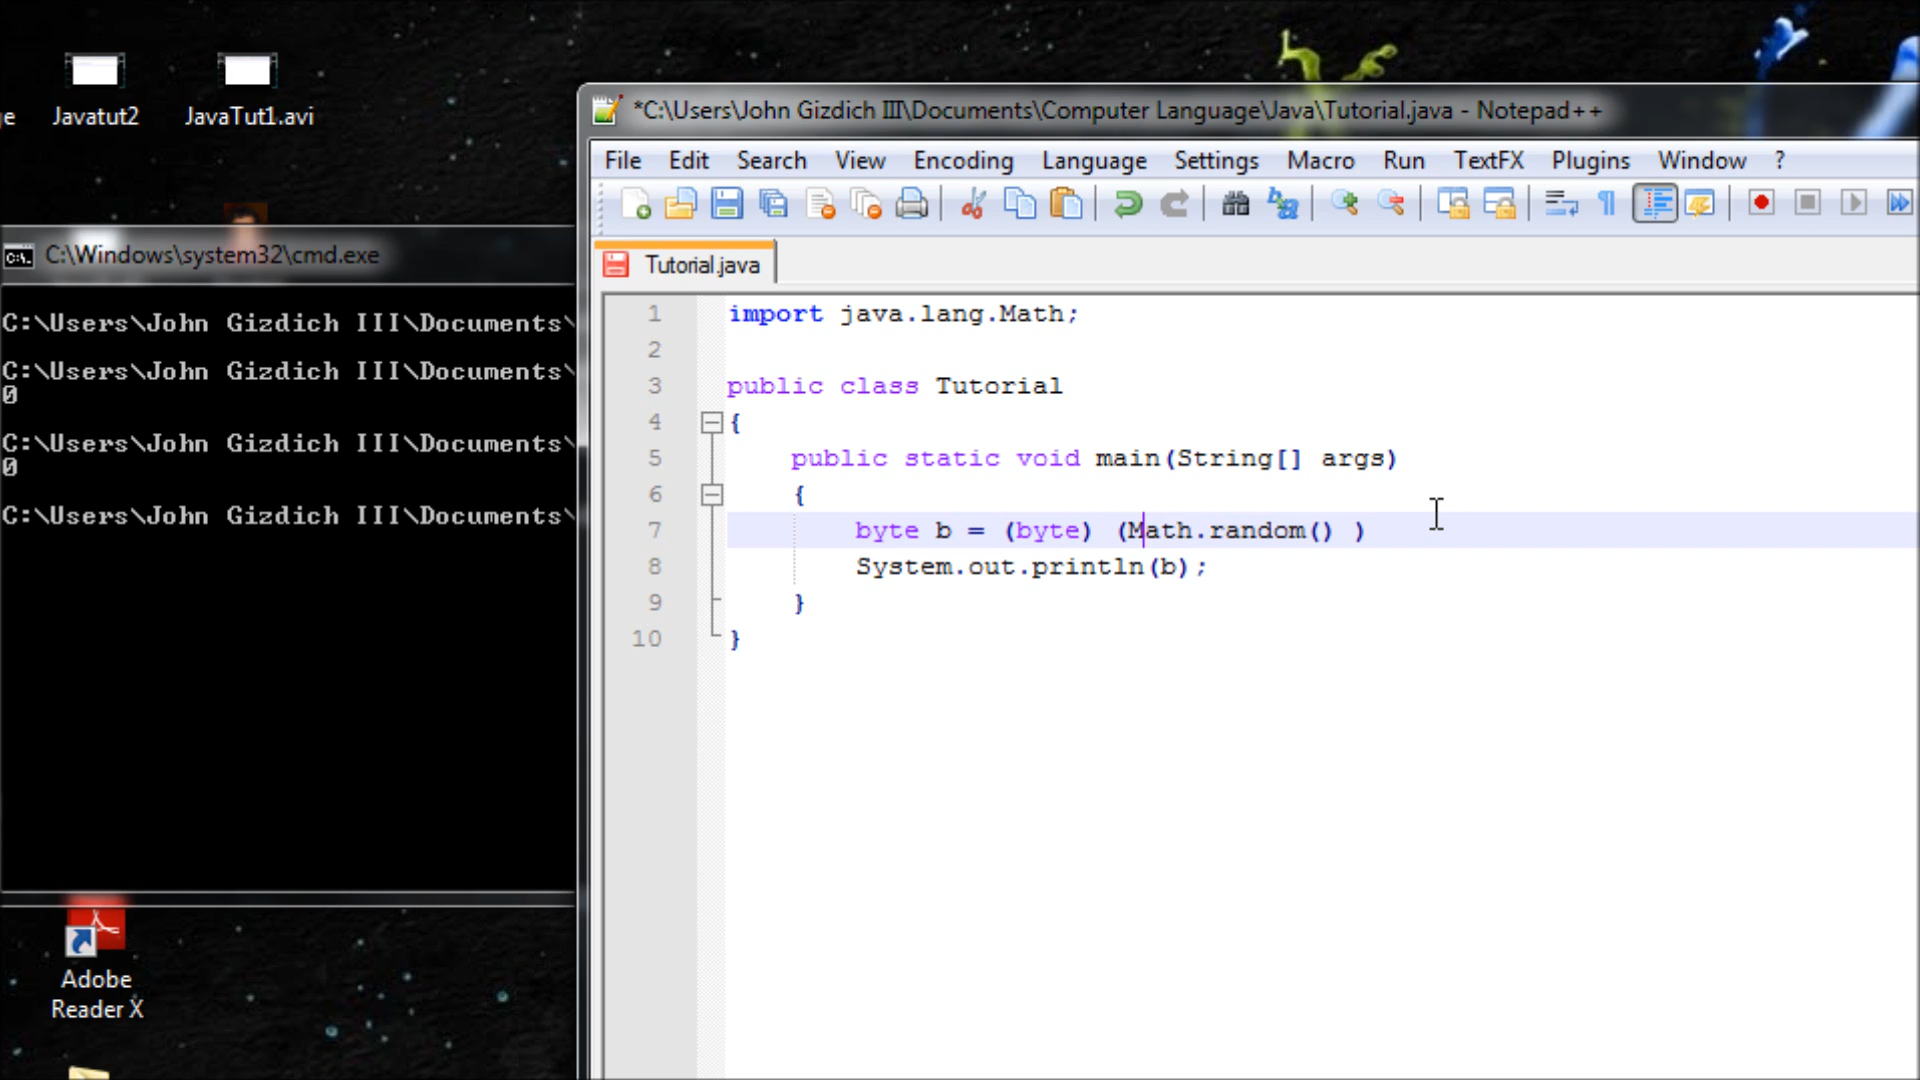 e
Javatut2
JavaTut1.avi
C:\Windows\system32\cmd.exe
C:\Users\John Gizdich III\Documents\
C:\Users\John Gizdich III\Documents\
0
C:\Users\John Gizdich III\Documents\
0
C:\Users\John Gizdich III\Documents\
Adobe
Reader X
*C:\Users\John Gizdich III\Documents\Computer Language\Java\Tutorial.java - Notepad++
File Edit Search View Encoding Language Settings Macro Run TextFX Plugins Window ?
Tutorial.java
1 import java.lang.Math;
2
3 public class Tutorial
4 {
5 public static void main(String[] args)
6 {
7 byte b = (byte) (Math.random() )
8 System.out.println(b);
9 }
10 }